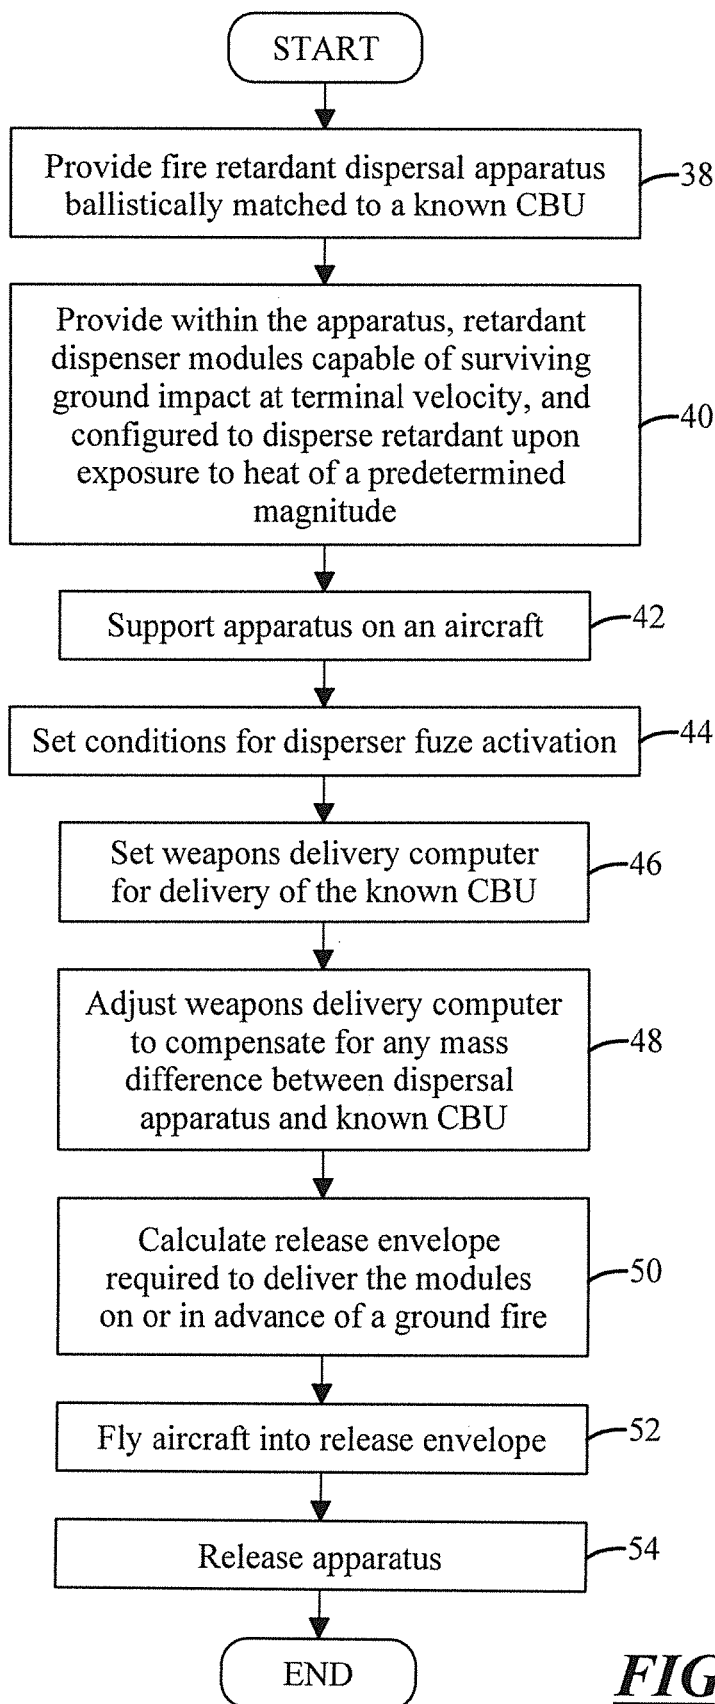 START
Provide fire retardant dispersal apparatus
ballistically matched to a known CBU
38
Provide within the apparatus, retardant
dispenser modules capable of surviving
ground impact at terminal velocity, and
configured to disperse retardant upon
exposure to heat of a predetermined
magnitude
40
Support apparatus on an aircraft
42
Set conditions for disperser fuze activation
44
Set weapons delivery computer
for delivery of the known CBU
46
Adjust weapons delivery computer
to compensate for any mass
difference between dispersal
apparatus and known CBU
48
Calculate release envelope
required to deliver the modules
on or in advance of a ground fire
50
Fly aircraft into release envelope
52
Release apparatus
54
END
FIG